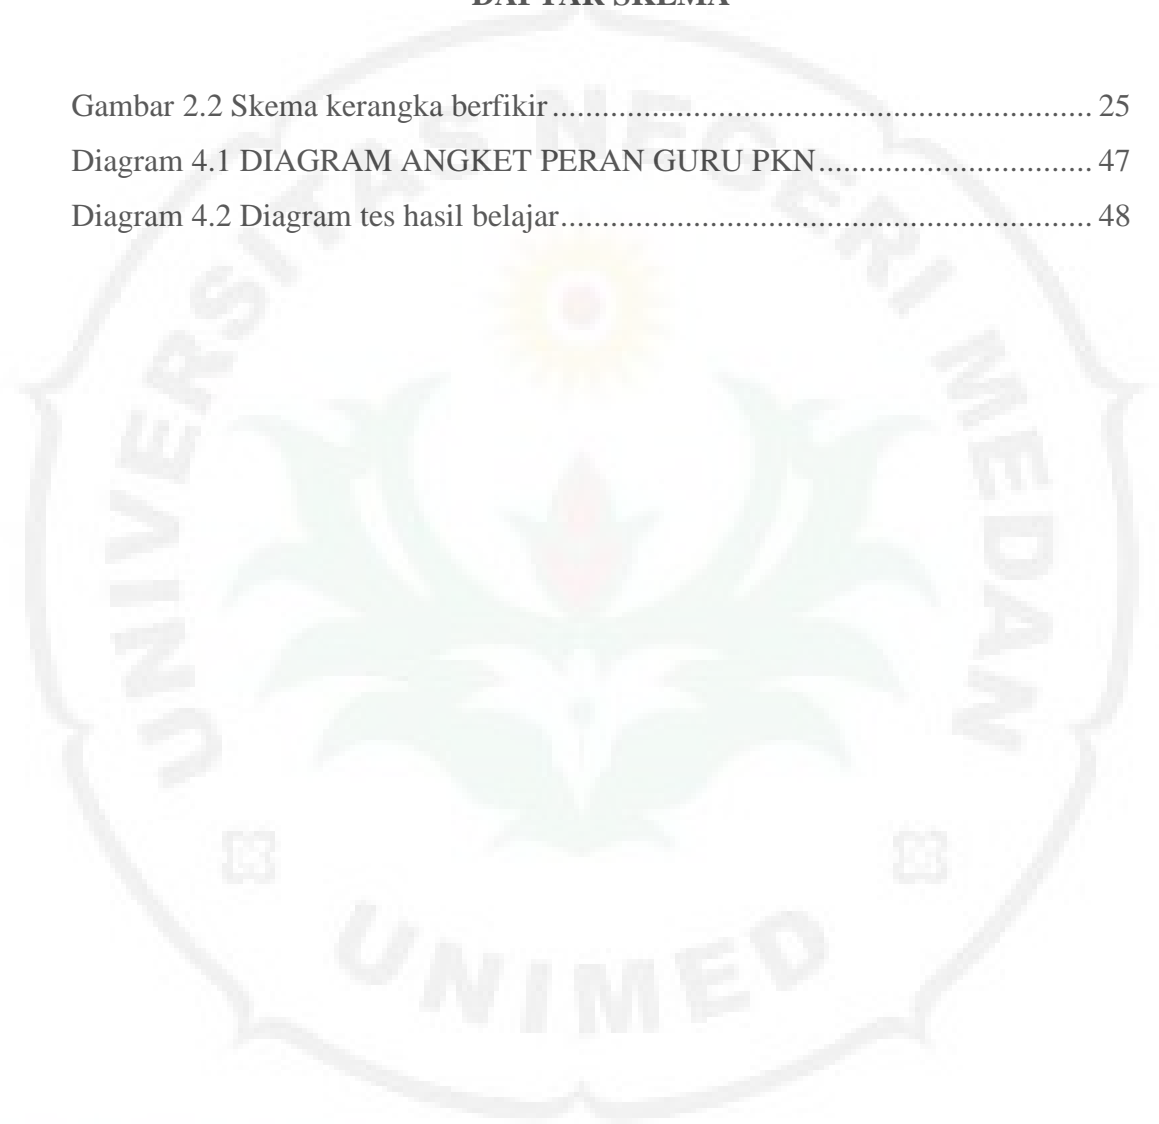 DAFTAR SKEMA
Gambar 2.2 Skema kerangka berfikir................................................................. 25
Diagram 4.1 DIAGRAM ANGKET PERAN GURU PKN................................. 47
Diagram 4.2 Diagram tes hasil belajar................................................................ 48
UNIVERSITAS NEGERI MEDAN
UNIMED